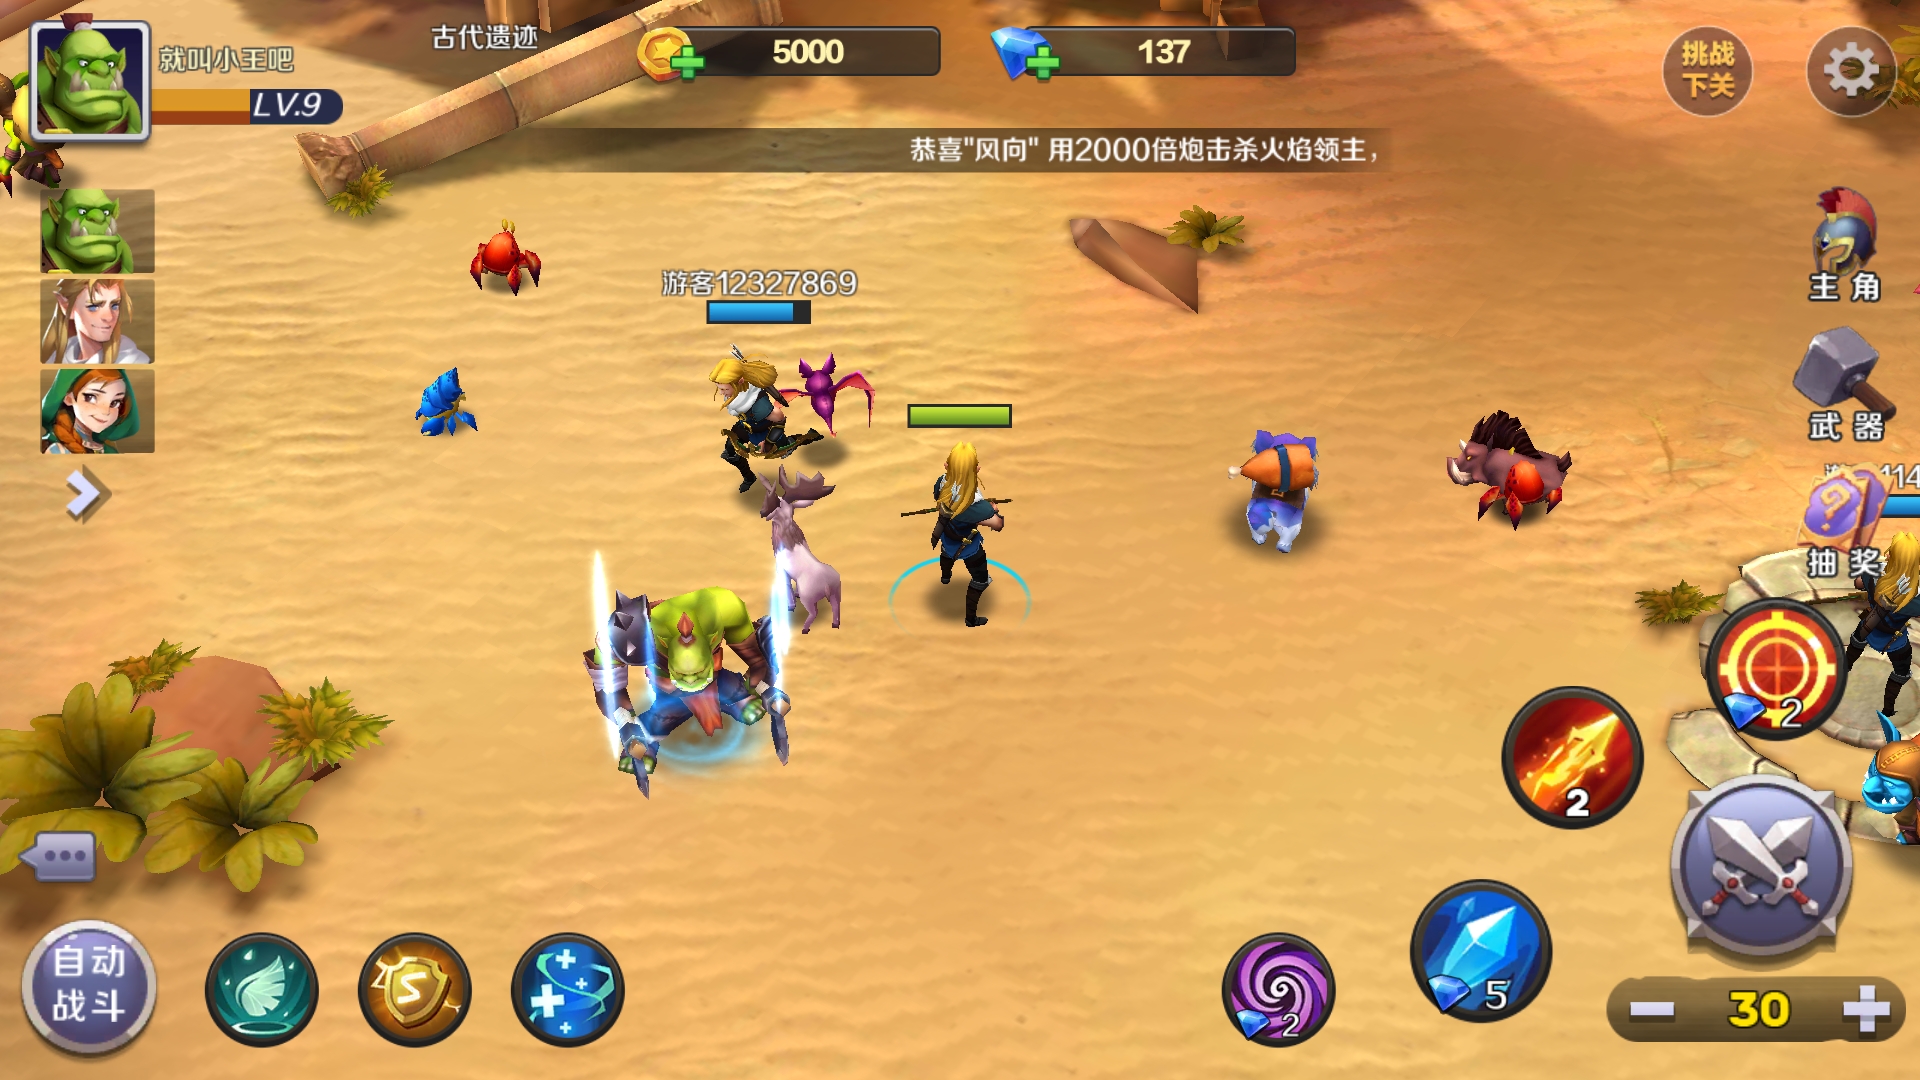 就叫小王吧
LV.9
古代遗迹
5000
137
挑战
下关
恭喜"风向" 用2000倍炮击杀火焰领主，
主角
游客12327869
武器
抽奖
2
2
自动
战斗
2
5
30